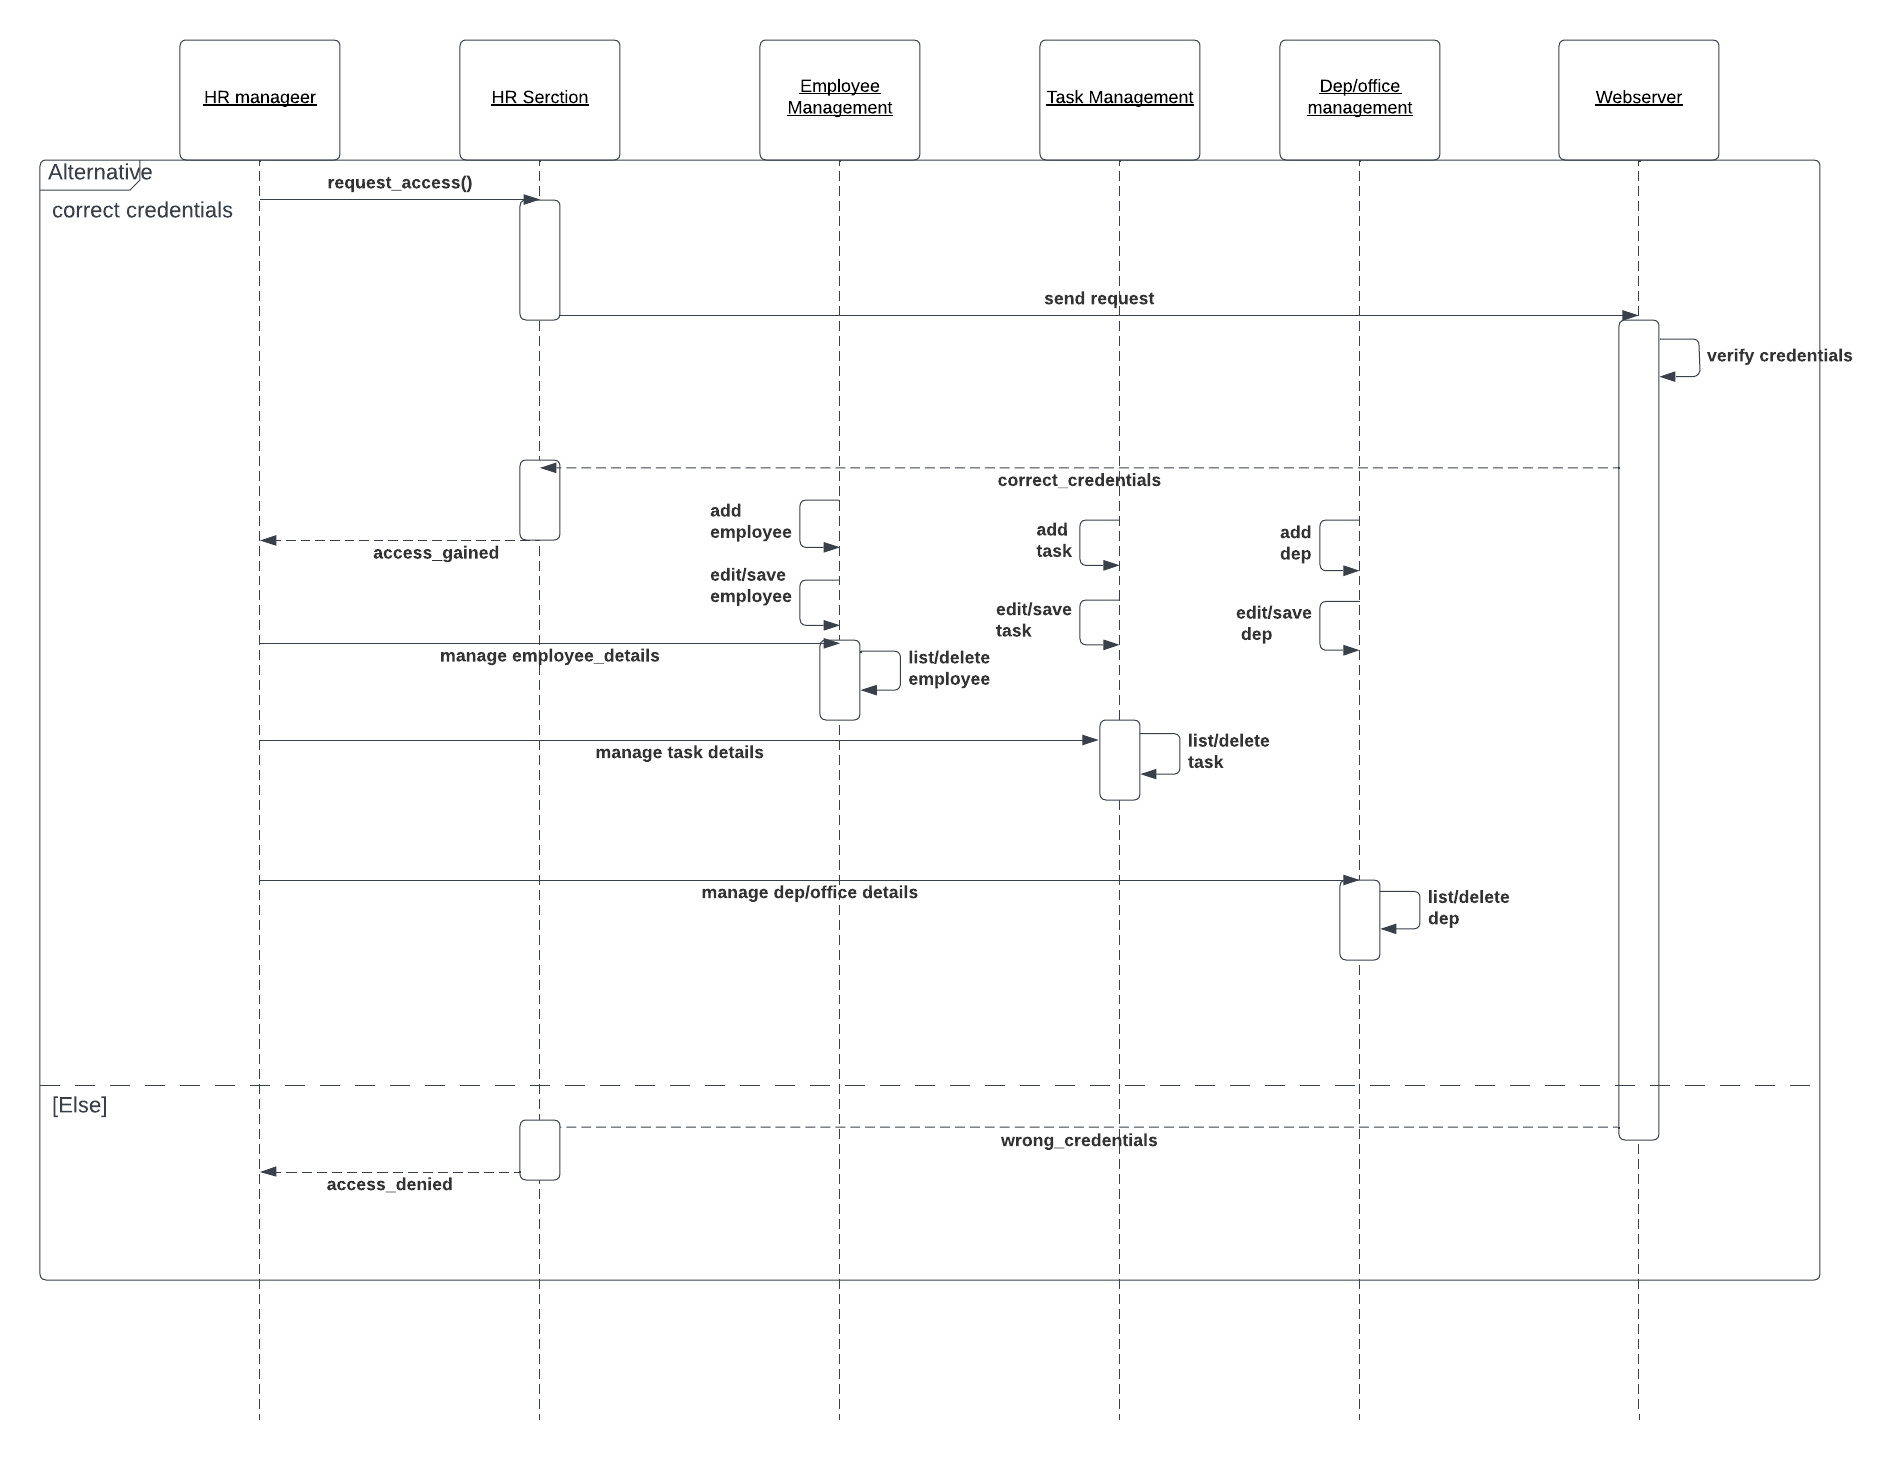 HR manageer
HR Serction
Employee
Management
Task Management
Dep/office
management
Webserver
Alternative
correct credentials
request_access()
send request
verify credentials
correct_credentials
add
employee
add
task
add
dep
access_gained
edit/save
employee
edit/save
task
edit/save
dep
manage employee_details
list/delete
employee
manage task details
list/delete
task
manage dep/office details
list/delete
dep
[Else]
wrong_credentials
access_denied